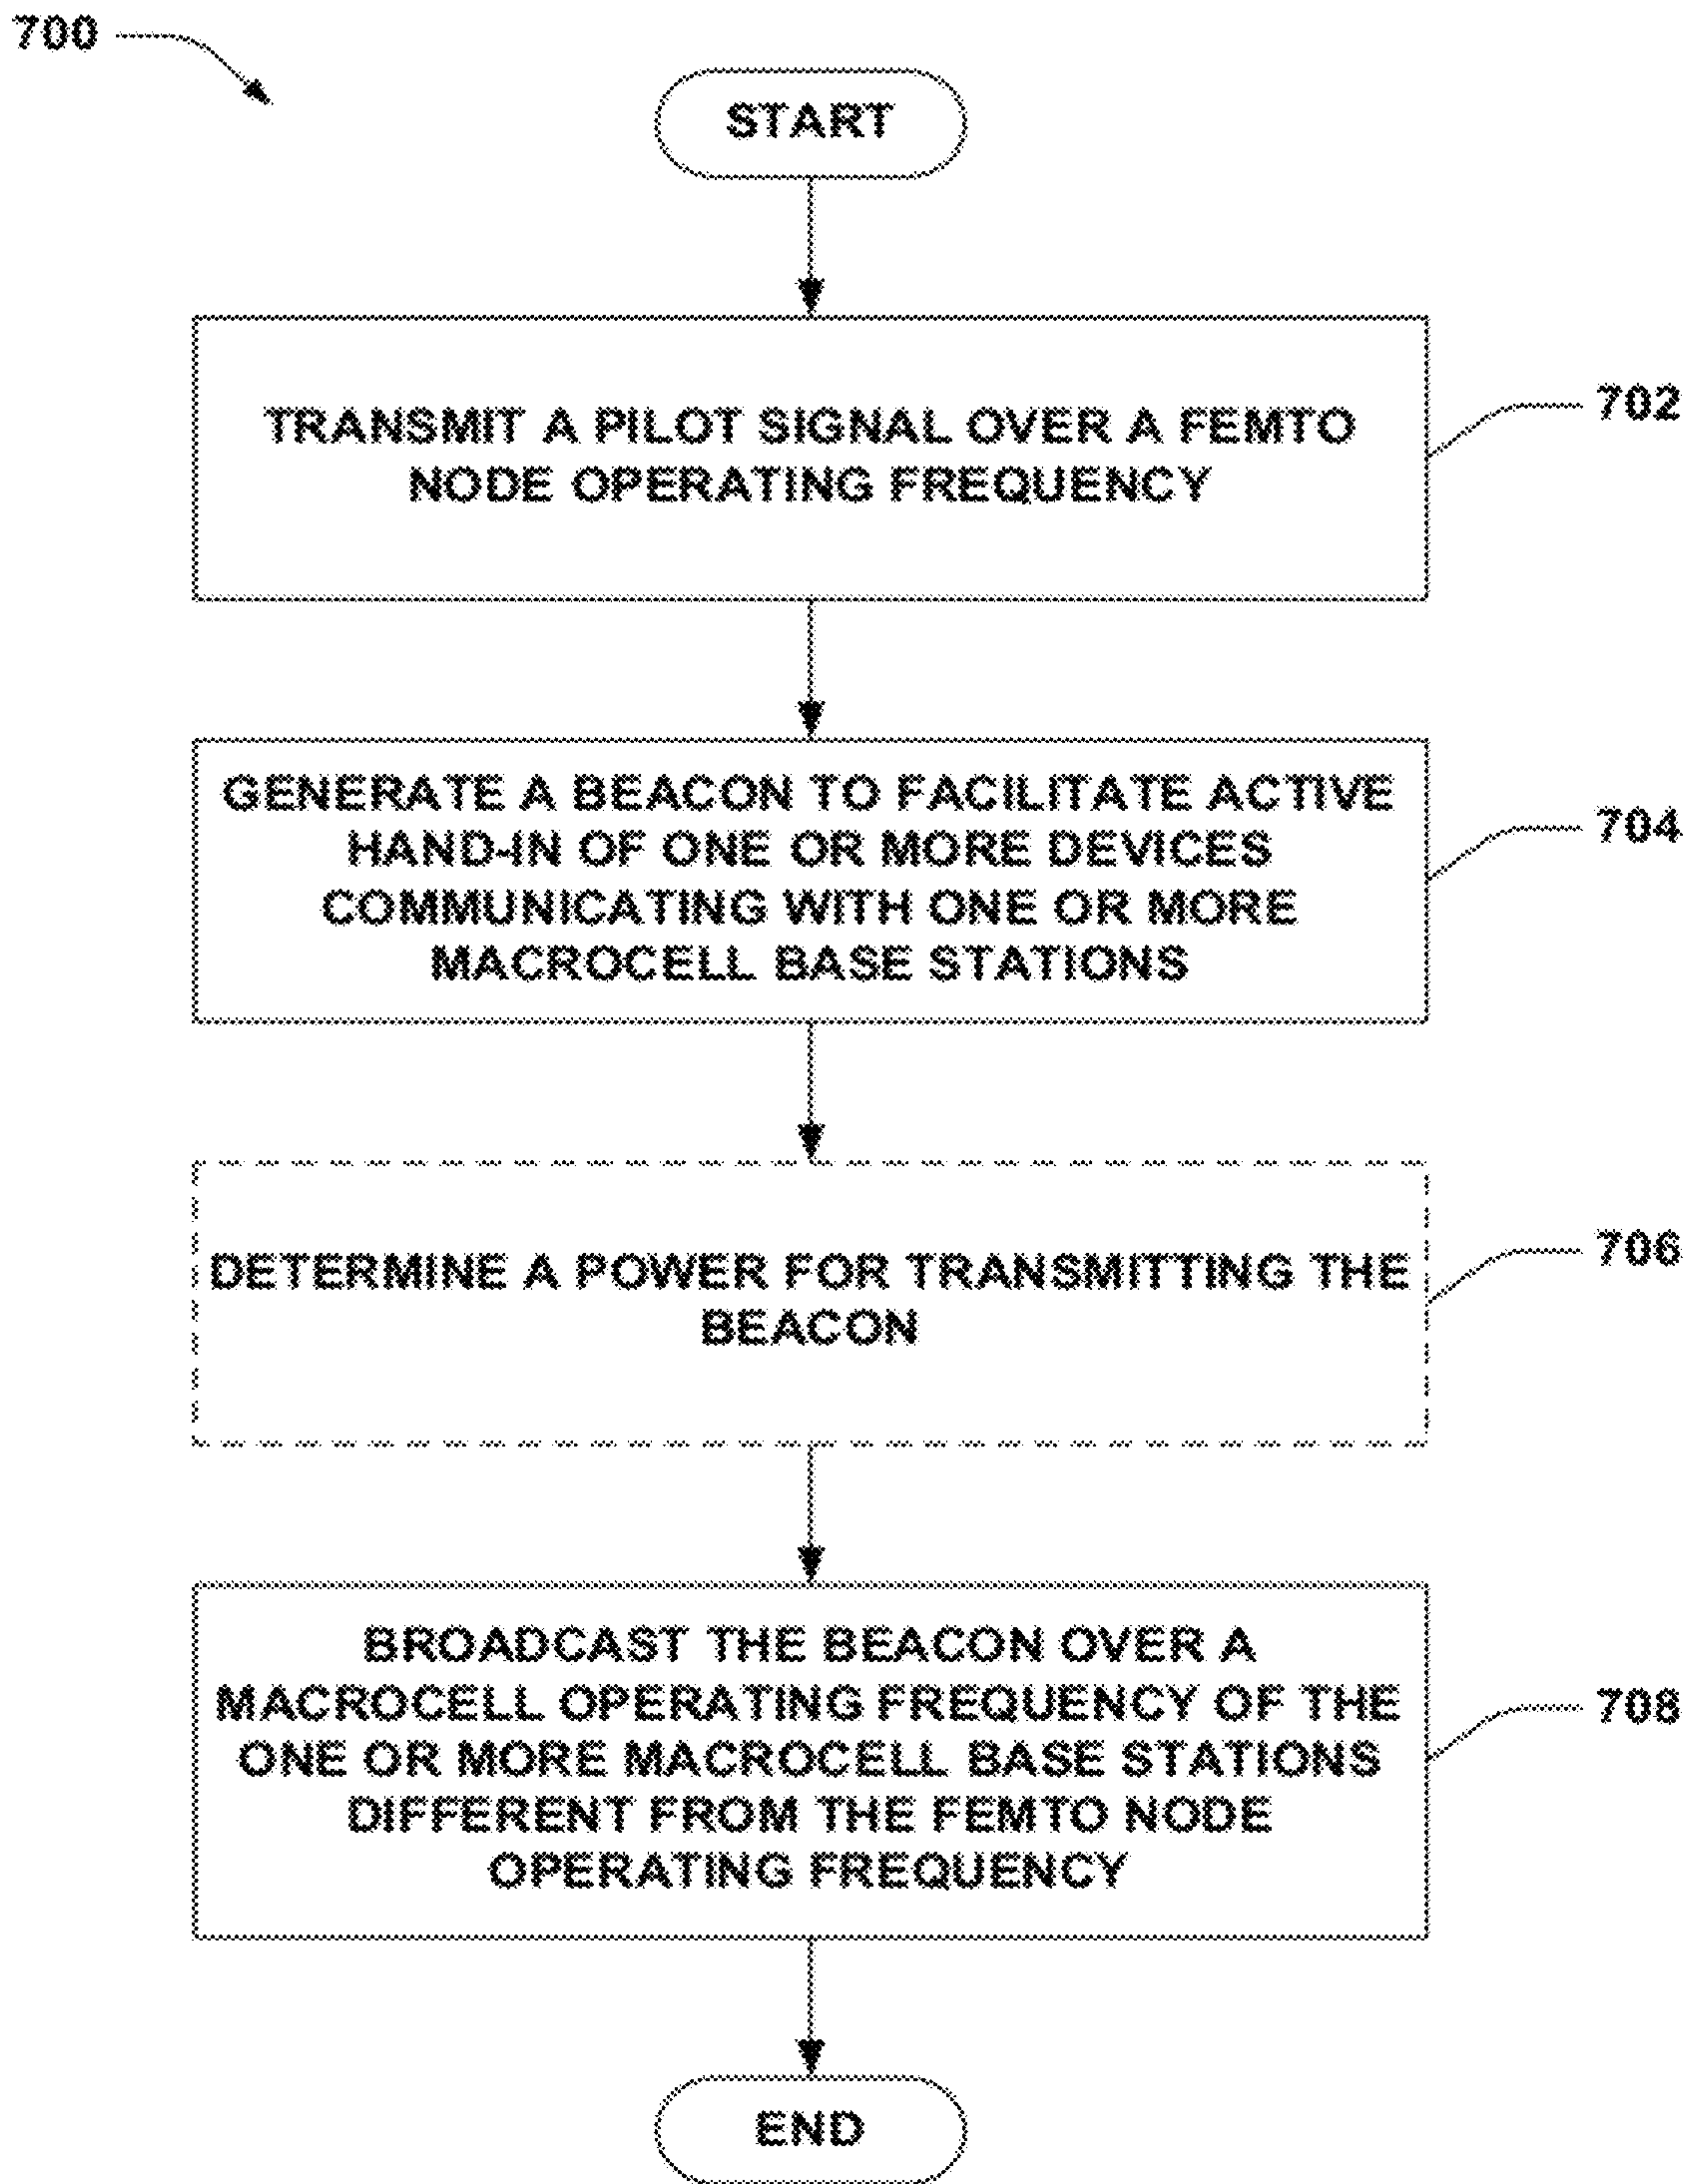 700
START
TRANSMIT A PILOT SIGNAL OVER A FEMTO
NODE OPERATING FREQUENCY
702
GENERATE A BEACON TO FACILITATE ACTIVE
HAND-IN OF ONE OR MORE DEVICES
COMMUNICATING WITH ONE OR MORE
MACROCELL BASE STATIONS
704
DETERMINE A POWER FOR TRANSMITTING THE
BEACON
706
BROADCAST THE BEACON OVER A
MACROCELL OPERATING FREQUENCY OF THE
ONE OR MORE MACROCELL BASE STATIONS
DIFFERENT FROM THE FEMTO NODE
OPERATING FREQUENCY
708
END